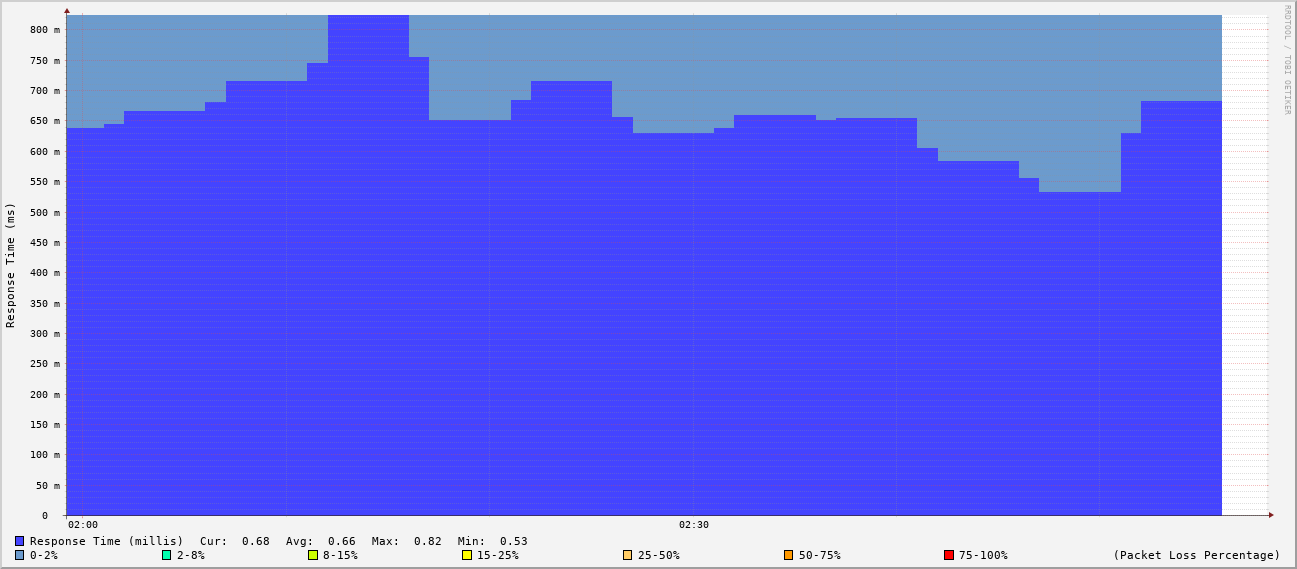 RRDTOOL / TOBI OETIKER
Response Time (ms)
800 m
750 m
700 m
650 m
600 m
550 m
500 m
450 m
400 m
350 m
300 m
250 m
200 m
150 m
100 m
50 m
0
02:00 02:30
Response Time (millis) Cur: 0.68 Avg: 0.66 Max: 0.82 Min: 0.53
0-2% 2-8% 8-15% 15-25% 25-50% 50-75% 75-100% (Packet Loss Percentage)